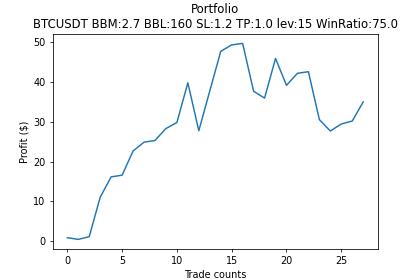 Portfolio
BTCUSDT BBM:2.7 BBL:160 SL:1.2 TP:1.0 lev:15 WinRatio:75.0
50
40
30
20
10
0
Profit ($)
0 5 10 15 20 25
Trade counts